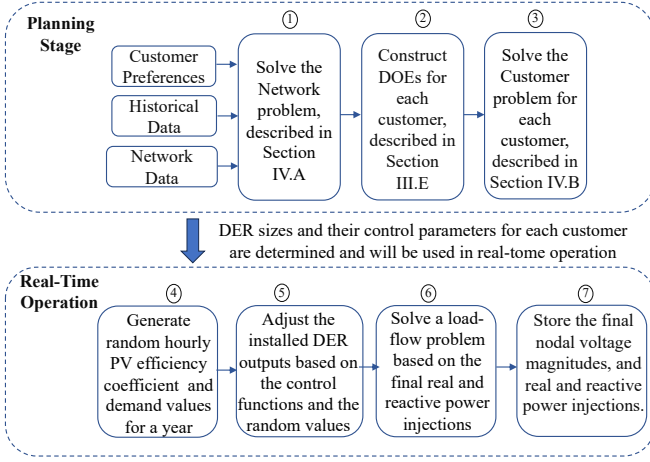 Planning
Stage
1
2
3
Customer
Preferences
Historical
Data
Network
Data
Solve the
Network
problem,
described in
Section
IV.A
Construct
DOEs for
each
customer,
described in
Section
III.E
Solve the
Customer
problem for
each
customer,
described in
Section IV.B
DER sizes and their control parameters for each customer
are determined and will be used in real-tome operation
Real-Time
Operation
4
5
6
7
Generate
random hourly
PV efficiency
coefficient and
demand values
for a year
Adjust the
installed DER
outputs based on
the control
functions and the
random values
Solve a load-
flow problem
based on the
final real and
reactive power
injections
Store the final
nodal voltage
magnitudes, and
real and reactive
power injections.